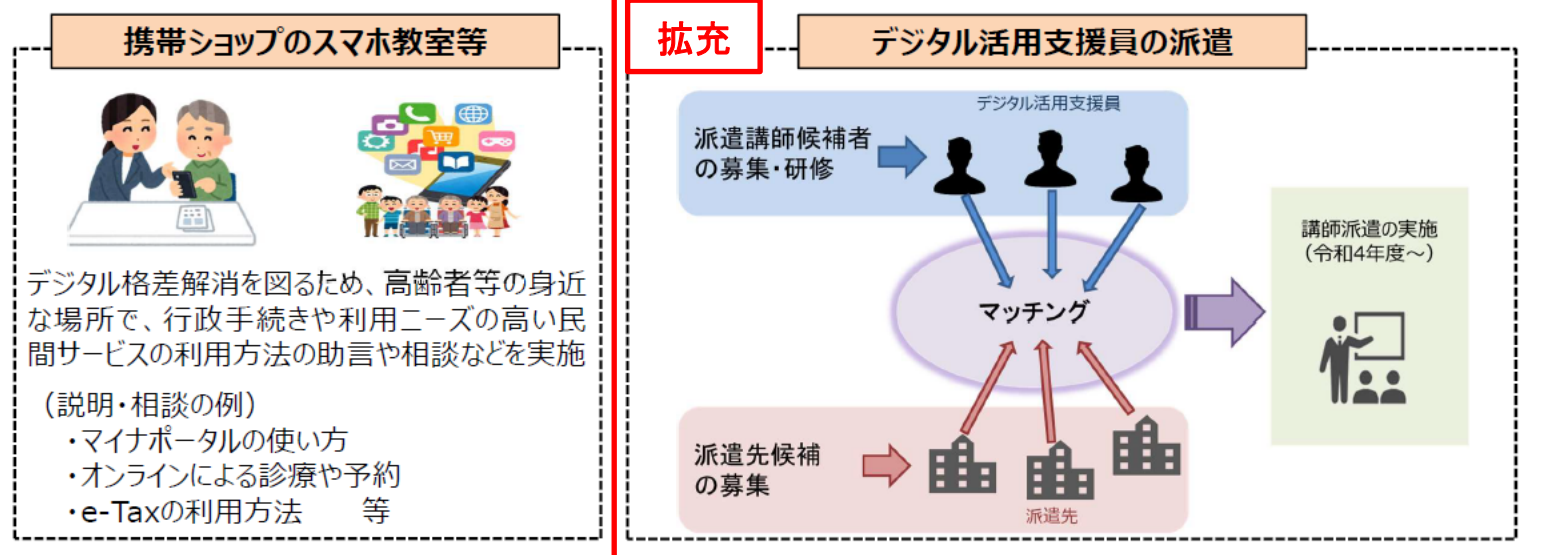 携帯ショップのスマホ教室等
デジタル格差解消を図るため、高齢者等の身近
な場所で、行政手続きや利用ニーズの高い民
間サービスの利用方法の助言や相談などを実施
（説明・相談の例）
・マイナポータルの使い方
・オンラインによる診療や予約
・e-Taxの利用方法　　等
拡充
デジタル活用支援員の派遣
デジタル活用支援員
派遣講師候補者
の募集・研修
マッチング
派遣先候補
の募集
派遣先
講師派遣の実施
（令和4年度～）